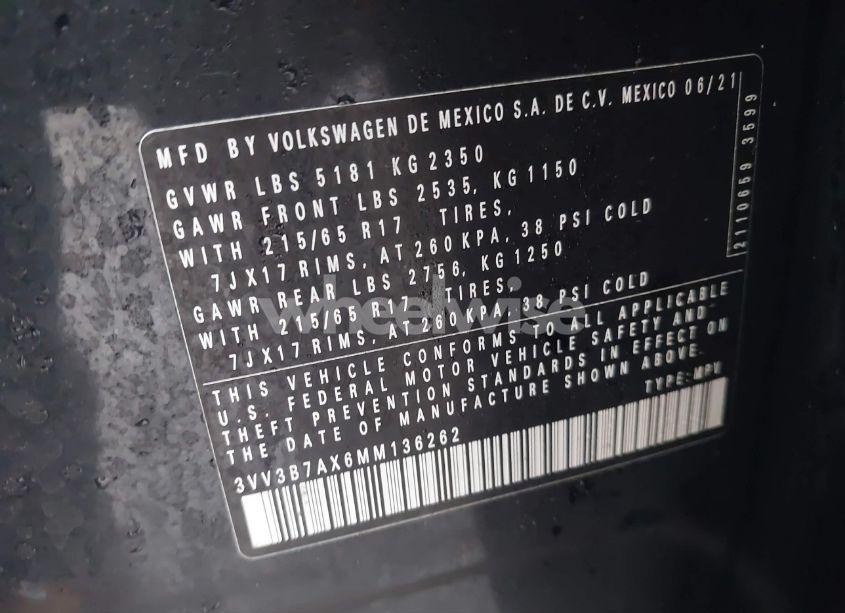 MFD BY VOLKSWAGEN DE MEXICO S.A. DE C.V. MEXICO 06/21
GVWR LBS 5181 KG 2350
GAWR FRONT LBS 2535, KG 1150
WITH 215/65 R17 TIRES,
7JX17 RIMS, AT 260 KPA, 38 PSI COLD
GAWR REAR LBS 2756, KG 1250
WITH 215/65 R17 TIRES,
7JX17 RIMS, AT 260 KPA, 38 PSI COLD
THIS VEHICLE CONFORMS TO ALL APPLICABLE
U.S. FEDERAL MOTOR VEHICLE SAFETY AND
THEFT PREVENTION STANDARDS IN EFFECT ON
THE DATE OF MANUFACTURE SHOWN ABOVE.
TYPE: MPV
3VV3B7AX6MM136262
2110659 3599
wheelwise